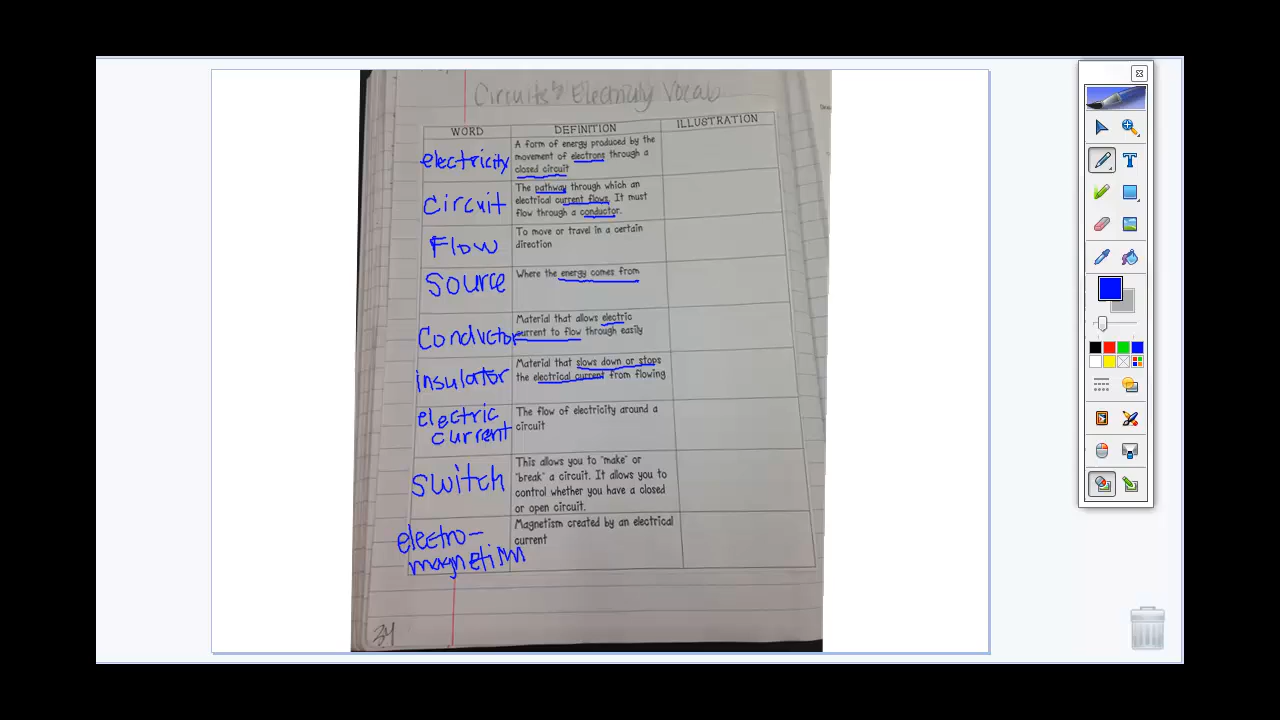 Circuits & Electricity Vocab
WORD DEFINITION ILLUSTRATION
electricity
A form of energy produced by the
movement of electrons through a
closed circuit
circuit
The pathway through which an
electrical current flows. It must
flow through a conductor.
Flow
To move or travel in a certain
direction
Source
Where the energy comes from
Conductor
Material that allows electric
current to flow through easily
insulator
Material that slows down or stops
the electrical current from flowing
electric
current
The flow of electricity around a
circuit
switch
This allows you to "make" or
"break" a circuit. It allows you to
control whether you have a closed
or open circuit.
electro-
magnetism
Magnetism created by an electrical
current
34